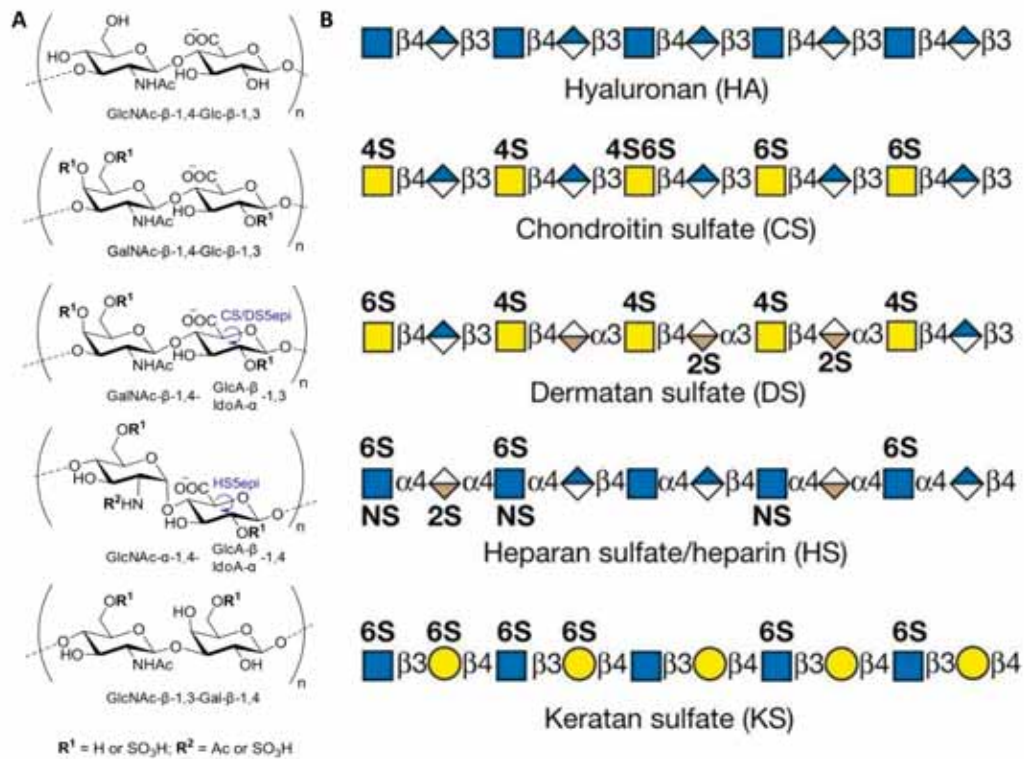 A
OH
HO
O
O
NHAc
⁻OOC
O
HO
OH
O
n
GlcNAc-β-1,4-Glc-β-1,3
R¹O
OR¹
O
O
NHAc
⁻OOC
O
HO
OR¹
O
n
GalNAc-β-1,4-Glc-β-1,3
R¹O
OR¹
O
O
NHAc
⁻OOC
CS/DS5epi
O
HO
OR¹
O
n
GalNAc-β-1,4- GlcA-β -1,3
IdoA-α
OR¹
O
O
HO
R²HN
⁻OOC
HS5epi
O
O
HO
OR¹
O
n
GlcNAc-α-1,4- GlcA-β -1,4
IdoA-α
OR¹
O
O
HO
NHAc
HO
OR¹
O
O
OH
O
n
GlcNAc-β-1,3-Gal-β-1,4
R¹ = H or SO₃H; R² = Ac or SO₃H
B
β4 β3 β4 β3 β4 β3 β4 β3 β4 β3
Hyaluronan (HA)
4S 4S 4S6S 6S 6S
β4 β3 β4 β3 β4 β3 β4 β3 β4 β3
Chondroitin sulfate (CS)
6S 4S 4S 4S 4S
β4 β3 β4 α3 β4 α3 β4 α3 β4 β3
2S 2S
Dermatan sulfate (DS)
6S 6S 6S
α4 α4 α4 β4 α4 β4 α4 α4 α4 β4
NS 2S NS NS
Heparan sulfate/heparin (HS)
6S 6S 6S 6S 6S 6S
β3 β4 β3 β4 β3 β4 β3 β4 β3 β4
Keratan sulfate (KS)